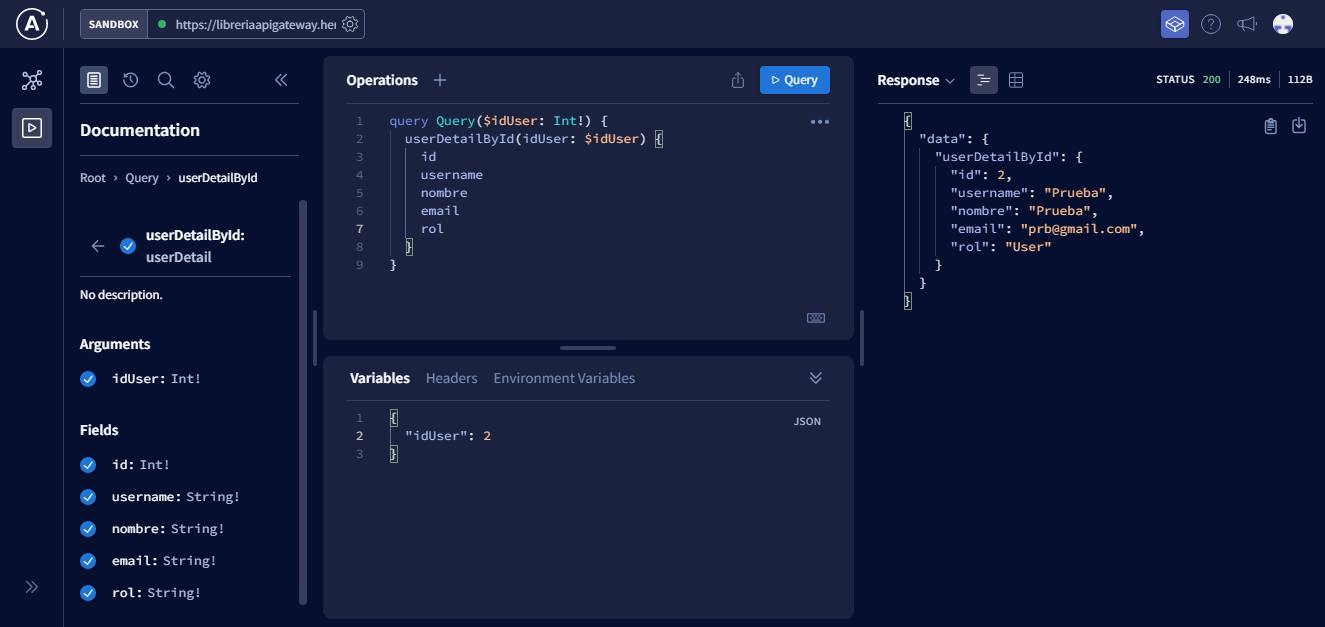 SANDBOX
https://libreriaapigateway.her
Documentation
Root › Query › userDetailById
userDetailById:
userDetail
No description.
Arguments
idUser: Int!
Fields
id: Int!
username: String!
nombre: String!
email: String!
rol: String!
Operations
Query
1 query Query($idUser: Int!) {
2 userDetailById(idUser: $idUser) {
3 id
4 username
5 nombre
6 email
7 rol
8 }
9 }
Variables Headers Environment Variables
JSON
1 {
2 "idUser": 2
3 }
Response
STATUS 200 248ms 112B
{
"data": {
"userDetailById": {
"id": 2,
"username": "Prueba",
"nombre": "Prueba",
"email": "prb@gmail.com",
"rol": "User"
}
}
}